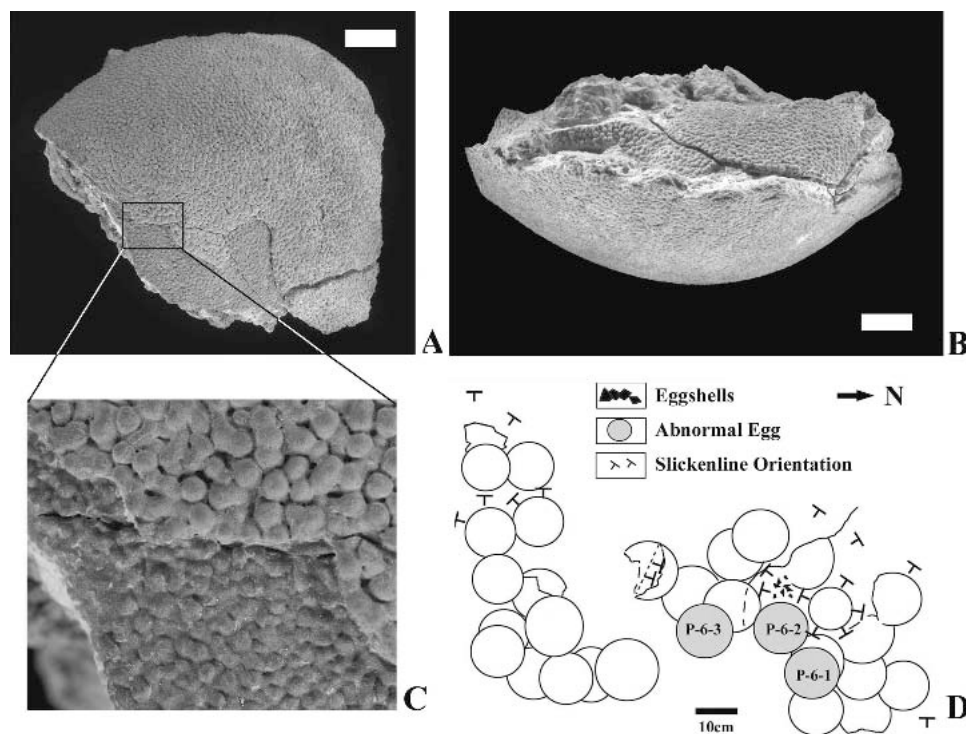 A
B
C
Eggshells
N
Abnormal Egg
Slickenline Orientation
P-6-3
P-6-2
P-6-1
10cm
D